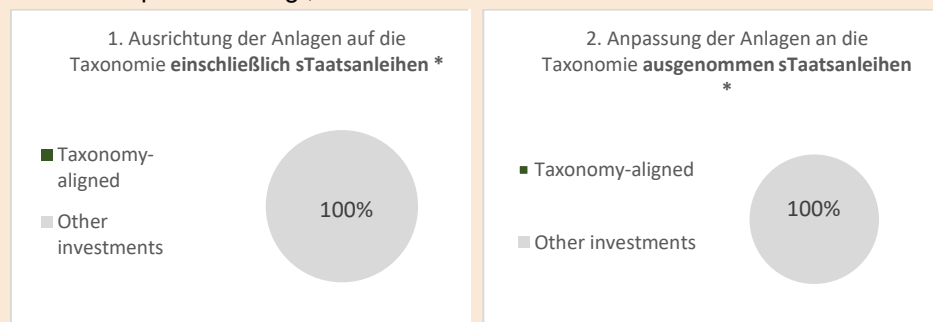 1. Ausrichtung der Anlagen auf die
Taxonomie einschließlich sTaatsanleihen *
Taxonomy-
aligned
Other
investments
100%
2. Anpassung der Anlagen an die
Taxonomie ausgenommen sTaatsanleihen
*
Taxonomy-aligned
Other investments
100%